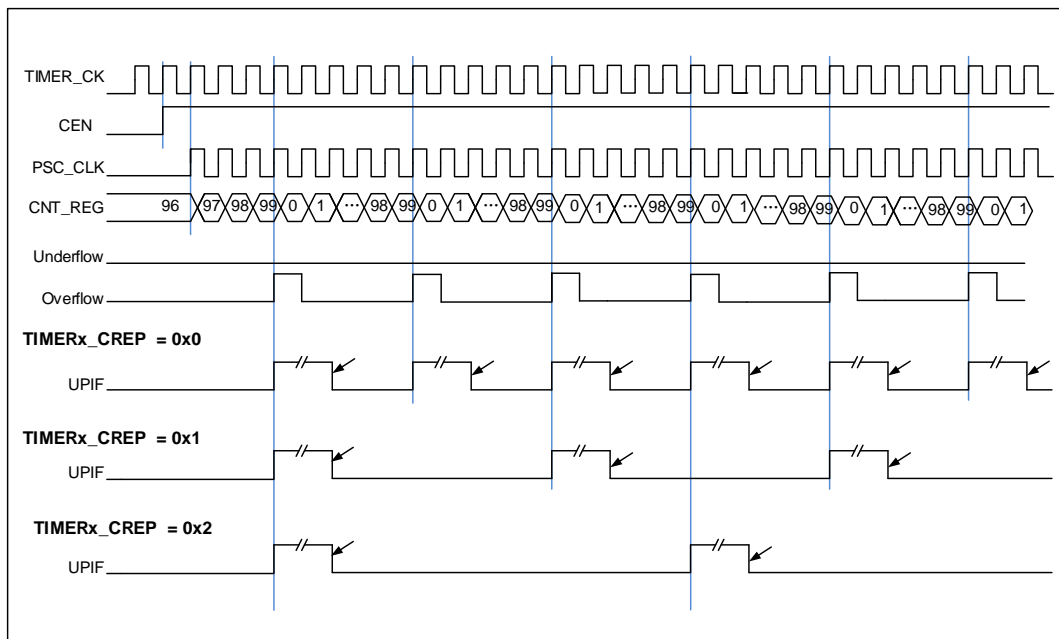 TIMER_CK
CEN
PSC_CLK
CNT_REG 96 97 98 99 0 1 ... 98 99 0 1 ... 98 99 0 1 ... 98 99 0 1 ... 98 99 0 1 ... 98 99 0 1
Underflow
Overflow
TIMERx_CREP = 0x0
UPIF
TIMERx_CREP = 0x1
UPIF
TIMERx_CREP = 0x2
UPIF